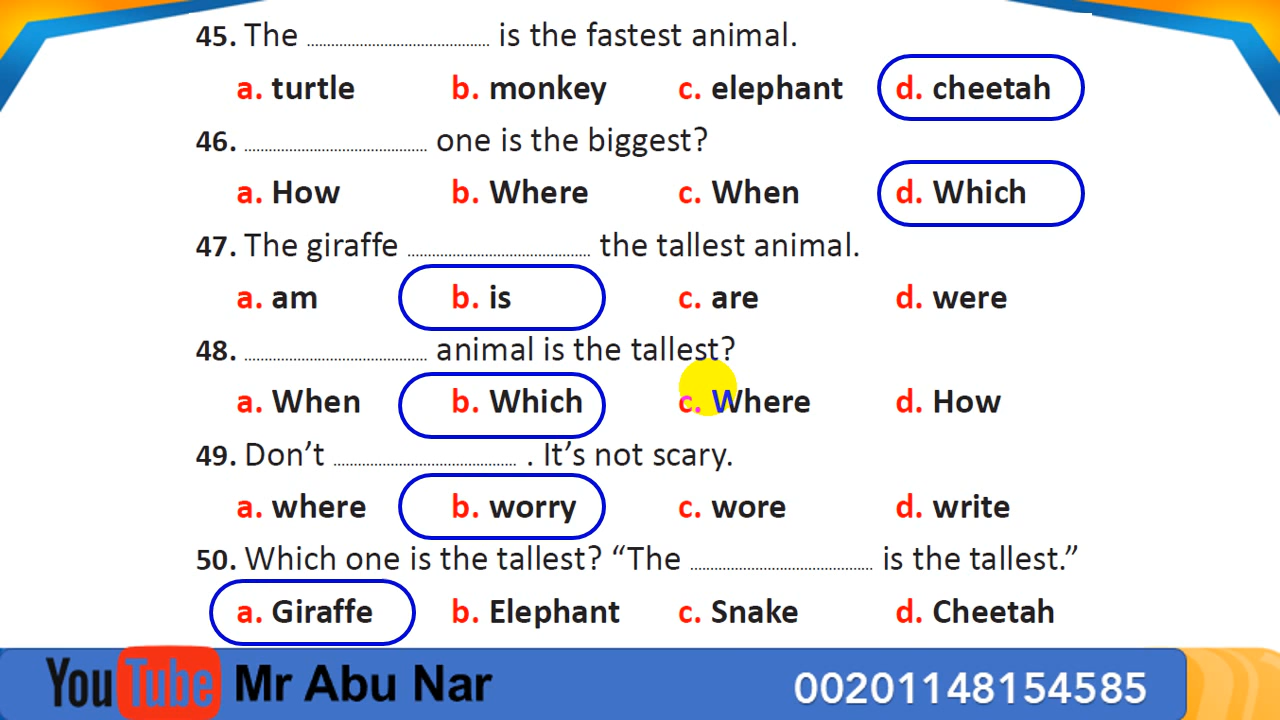 45. The .......................................... is the fastest animal.
a. turtle b. monkey c. elephant d. cheetah
46. .......................................... one is the biggest?
a. How b. Where c. When d. Which
47. The giraffe .......................................... the tallest animal.
a. am b. is c. are d. were
48. .......................................... animal is the tallest?
a. When b. Which c. Where d. How
49. Don’t .......................................... . It’s not scary.
a. where b. worry c. wore d. write
50. Which one is the tallest? “The .......................................... is the tallest.”
a. Giraffe b. Elephant c. Snake d. Cheetah
YouTube Mr Abu Nar 00201148154585